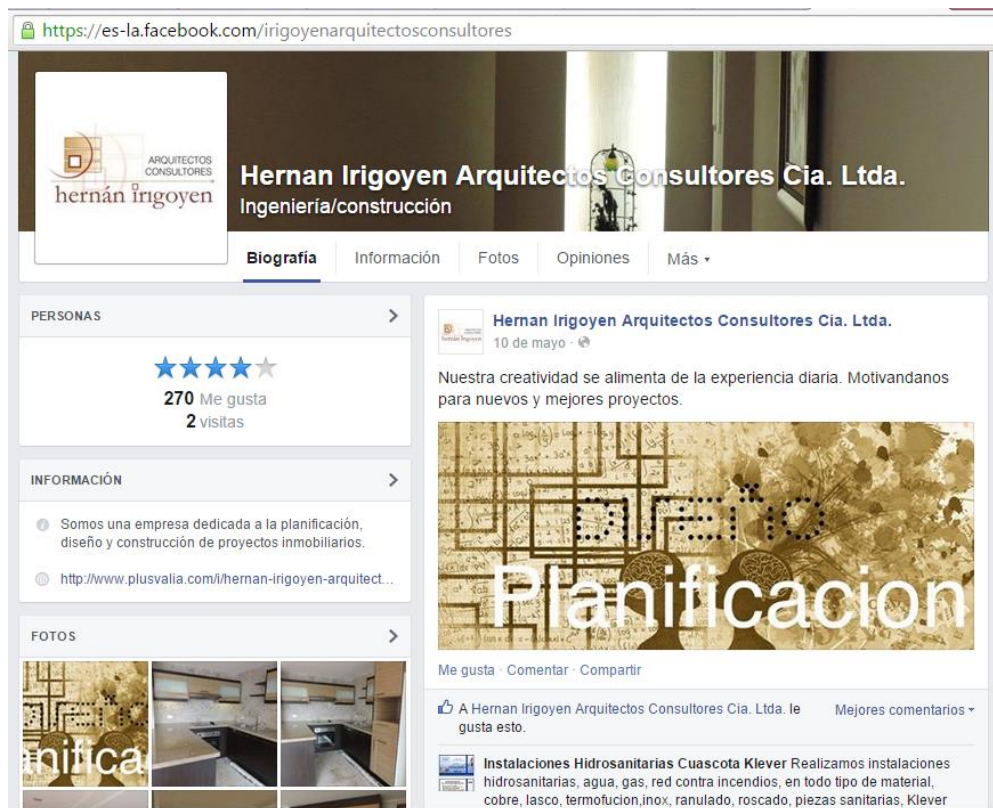 https://es-la.facebook.com/irigoyenarquitectosconsultores
ARQUITECTOS
CONSULTORES
hernán irigoyen
Hernan Irigoyen Arquitectos Consultores Cia. Ltda.
Ingeniería/construcción
Biografía Información Fotos Opiniones Más
PERSONAS
270 Me gusta
2 visitas
INFORMACIÓN
Somos una empresa dedicada a la planificación,
diseño y construcción de proyectos inmobiliarios.
http://www.plusvalia.com/i/hernan-irigoyen-arquitect...
FOTOS
anifica
Hernan Irigoyen Arquitectos Consultores Cia. Ltda.
10 de mayo ·
Nuestra creatividad se alimenta de la experiencia diaria. Motivandanos
para nuevos y mejores proyectos.
DISEÑO
Planificacion
Me gusta · Comentar · Compartir
A Hernan Irigoyen Arquitectos Consultores Cia. Ltda. le
gusta esto.
Mejores comentarios
Instalaciones Hidrosanitarias Cuascota Klever Realizamos instalaciones
hidrosanitarias, agua, gas, red contra incendios, en todo tipo de material,
cobre, lasco, termofucion,inox, ranulado, roscado, piezas sanitarias, Klever